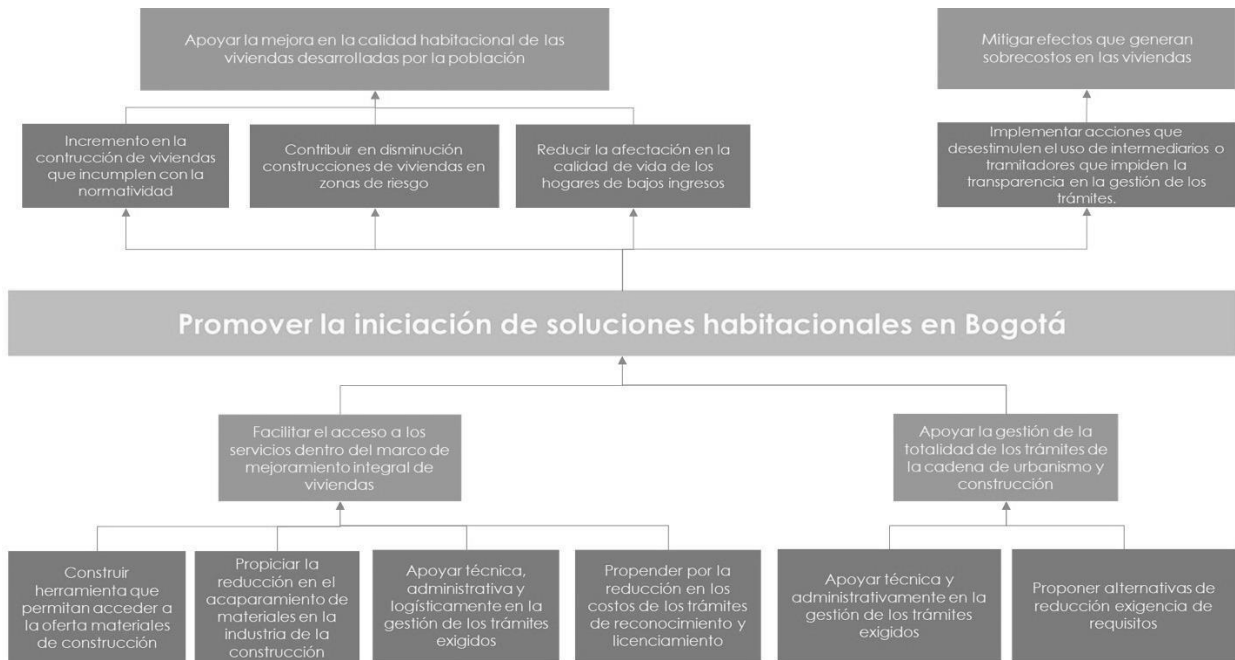 Apoyar la mejora en la calidad habitacional de las
viviendas desarrolladas por la población
Mitigar efectos que generan
sobrecostos en las viviendas
Incremento en la
contrucción de viviendas
que incumplen con la
normatividad
Contribuir en disminución
construcciones de viviendas en
zonas de riesgo
Reducir la afectación en la
calidad de vida de los
hogares de bajos ingresos
Implementar acciones que
desestimulen el uso de intermediarios o
tramitadores que impiden la
transparencia en la gestión de los
trámites.
Promover la iniciación de soluciones habitacionales en Bogotá
Facilitar el acceso a los
servicios dentro del marco de
mejoramiento integral de
viviendas
Apoyar la gestión de la
totalidad de los trámites de
la cadena de urbanismo y
construcción
Construir
herramienta que
permitan acceder a
la oferta materiales
de construcción
Propiciar la
reducción en el
acaparamiento de
materiales en la
industria de la
construcción
Apoyar técnica,
administrativa y
logísticamente en la
gestión de los trámites
exigidos
Propender por la
reducción en los
costos de los trámites
de reconocimiento y
licenciamiento
Apoyar técnica y
administrativamente en la
gestión de los trámites
exigidos
Proponer alternativas de
reducción exigencia de
requisitos